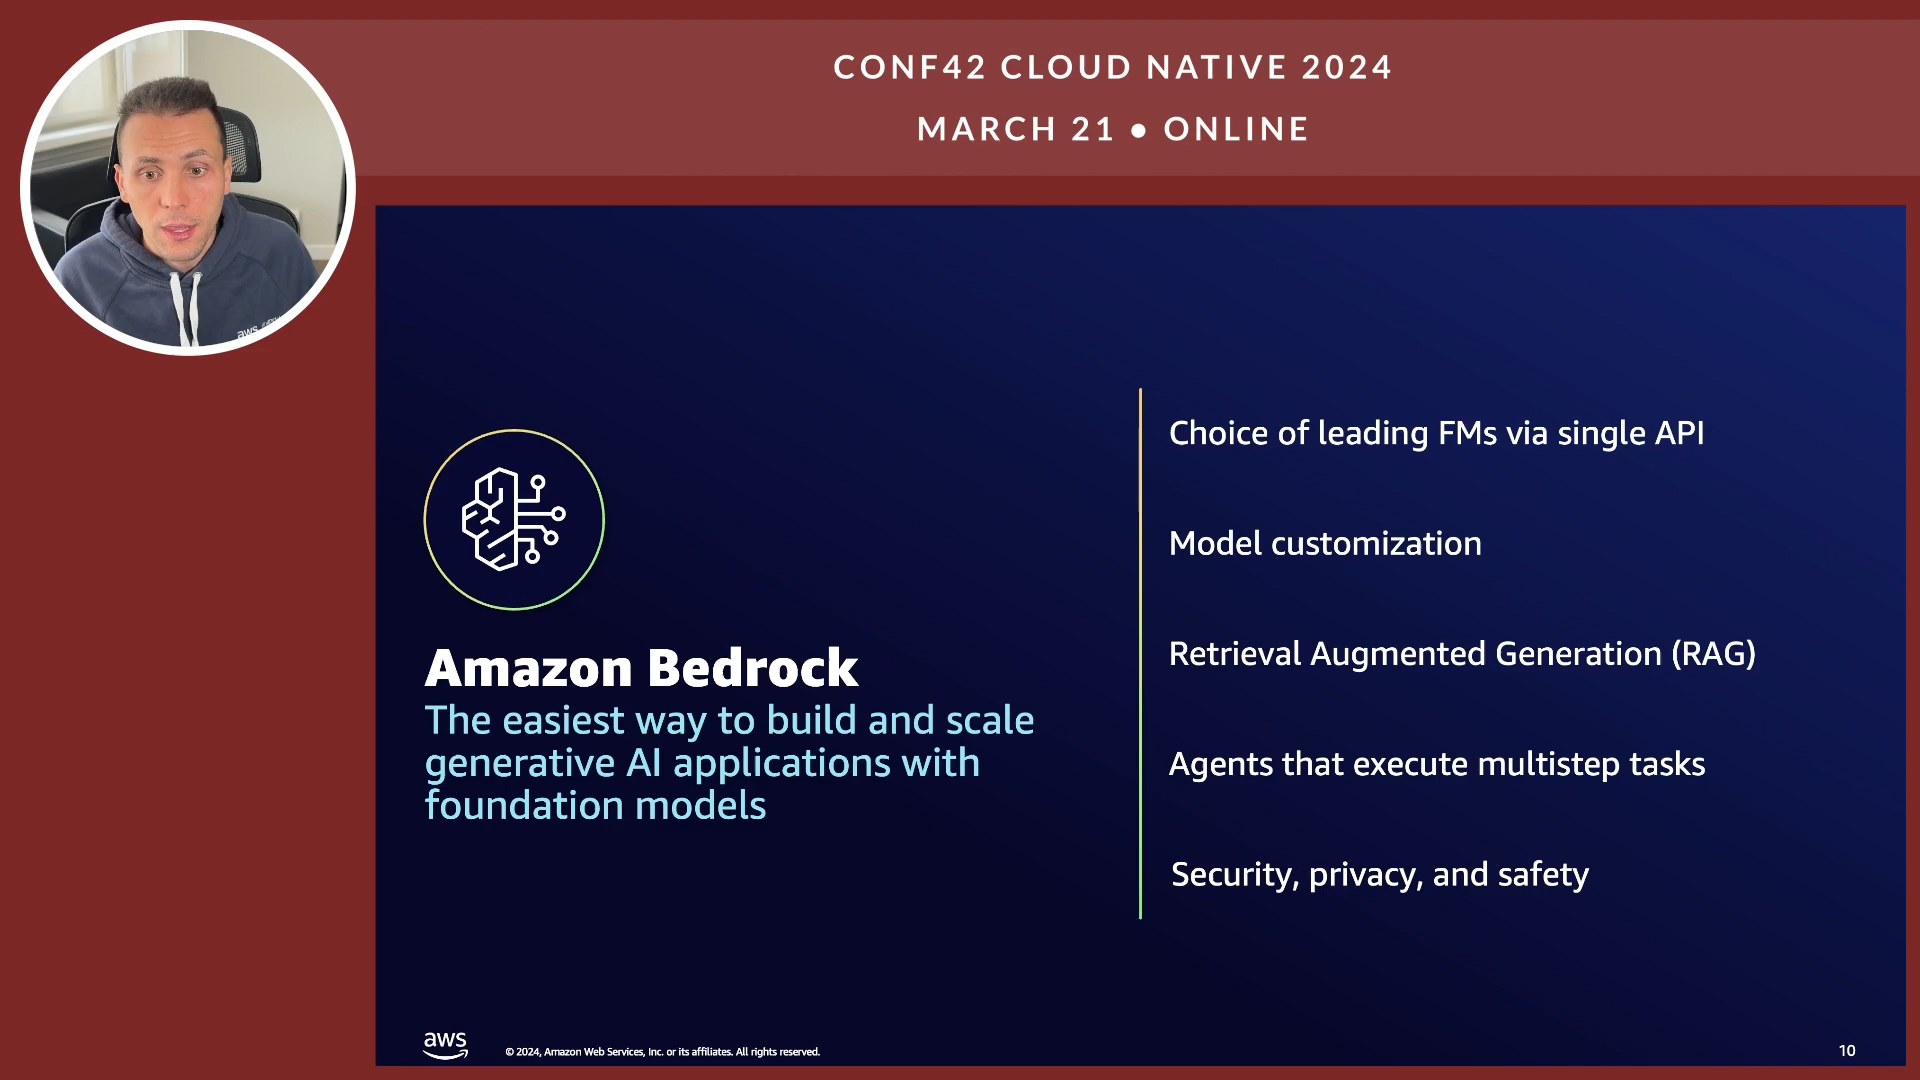 CONF42 CLOUD NATIVE 2024
MARCH 21 ● ONLINE
aws
Amazon Bedrock
The easiest way to build and scale
generative AI applications with
foundation models
Choice of leading FMs via single API
Model customization
Retrieval Augmented Generation (RAG)
Agents that execute multistep tasks
Security, privacy, and safety
aws
© 2024, Amazon Web Services, Inc. or its affiliates. All rights reserved.
10